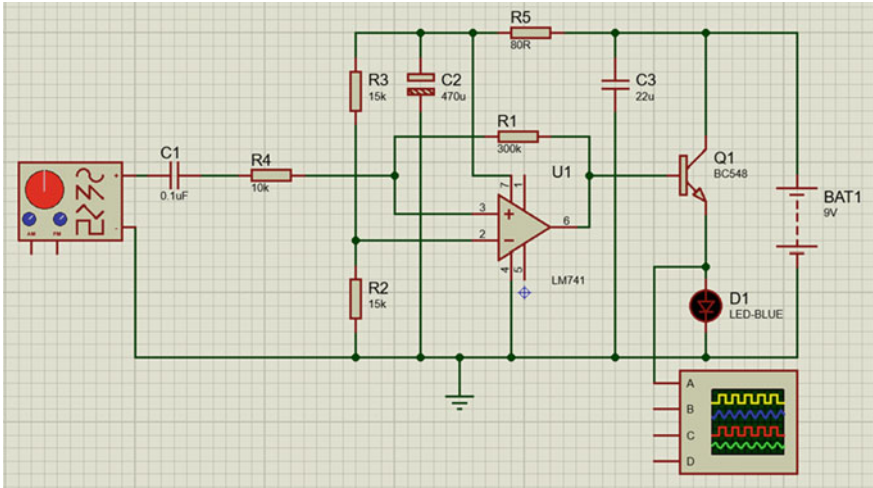 R5
80R
R3
15k
C2
470u
C3
22u
R1
300k
C1
0.1uF
R4
10k
U1
Q1
BC548
7
1
3
6
2
4
5
LM741
BAT1
9V
R2
15k
D1
LED-BLUE
AM
FM
+
-
A
B
C
D